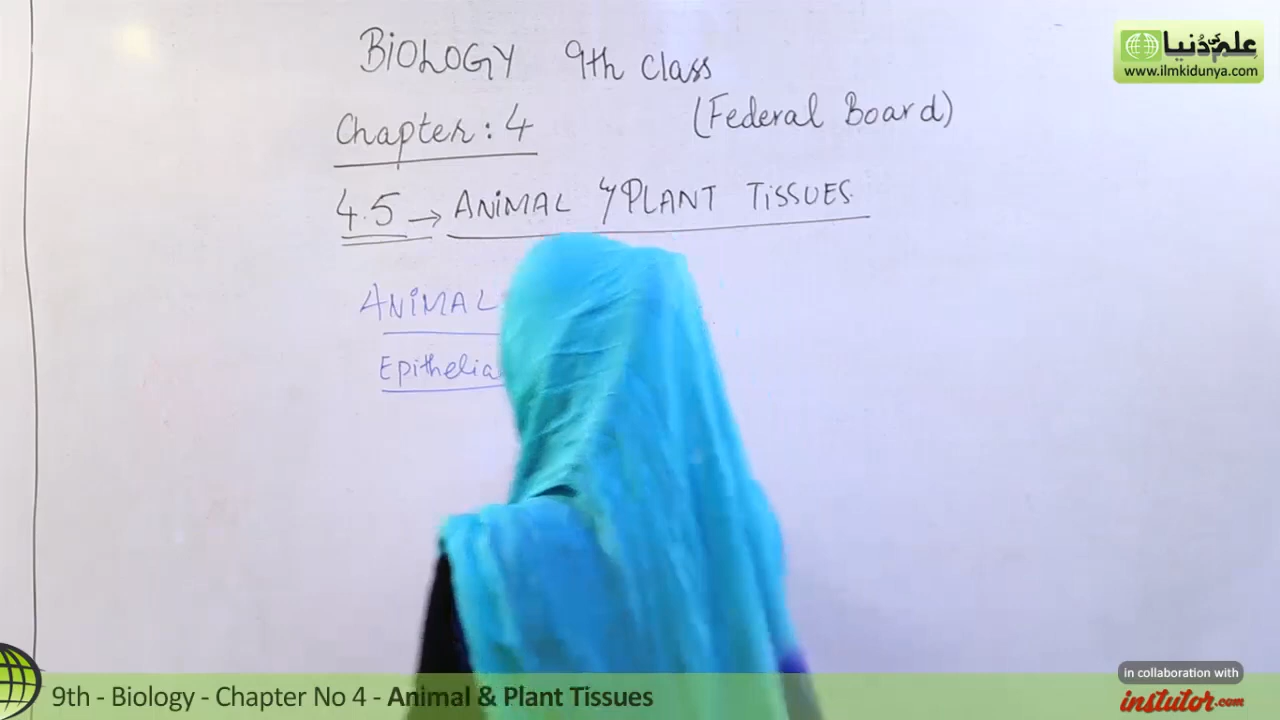 BiOLOGY 9th Class
(Federal Board)
Chapter: 4
4.5 → ANiMAL & PLANT TiSSUES
ANiMAL
Epithelia
علم کی دنیا
www.ilmkidunya.com
9th - Biology - Chapter No 4 - Animal & Plant Tissues
in collaboration with
instutor.com